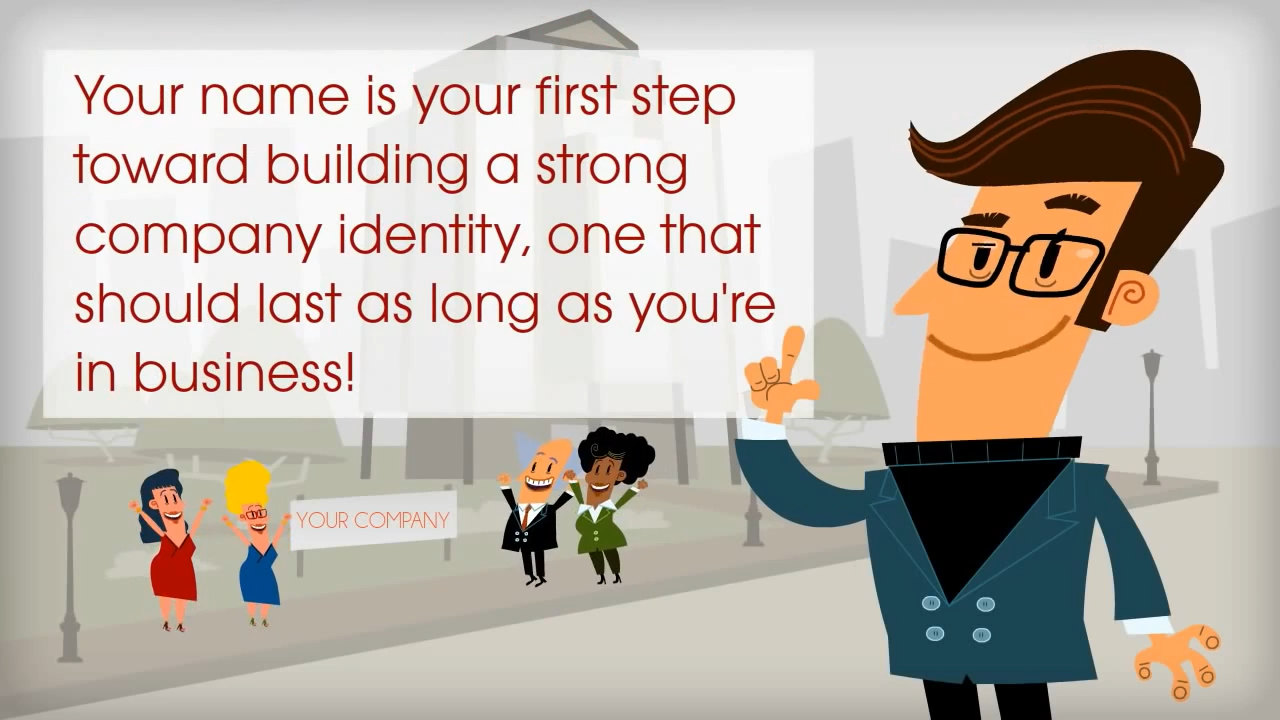 Your name is your first step
toward building a strong
company identity, one that
should last as long as you're
in business!
YOUR COMPANY